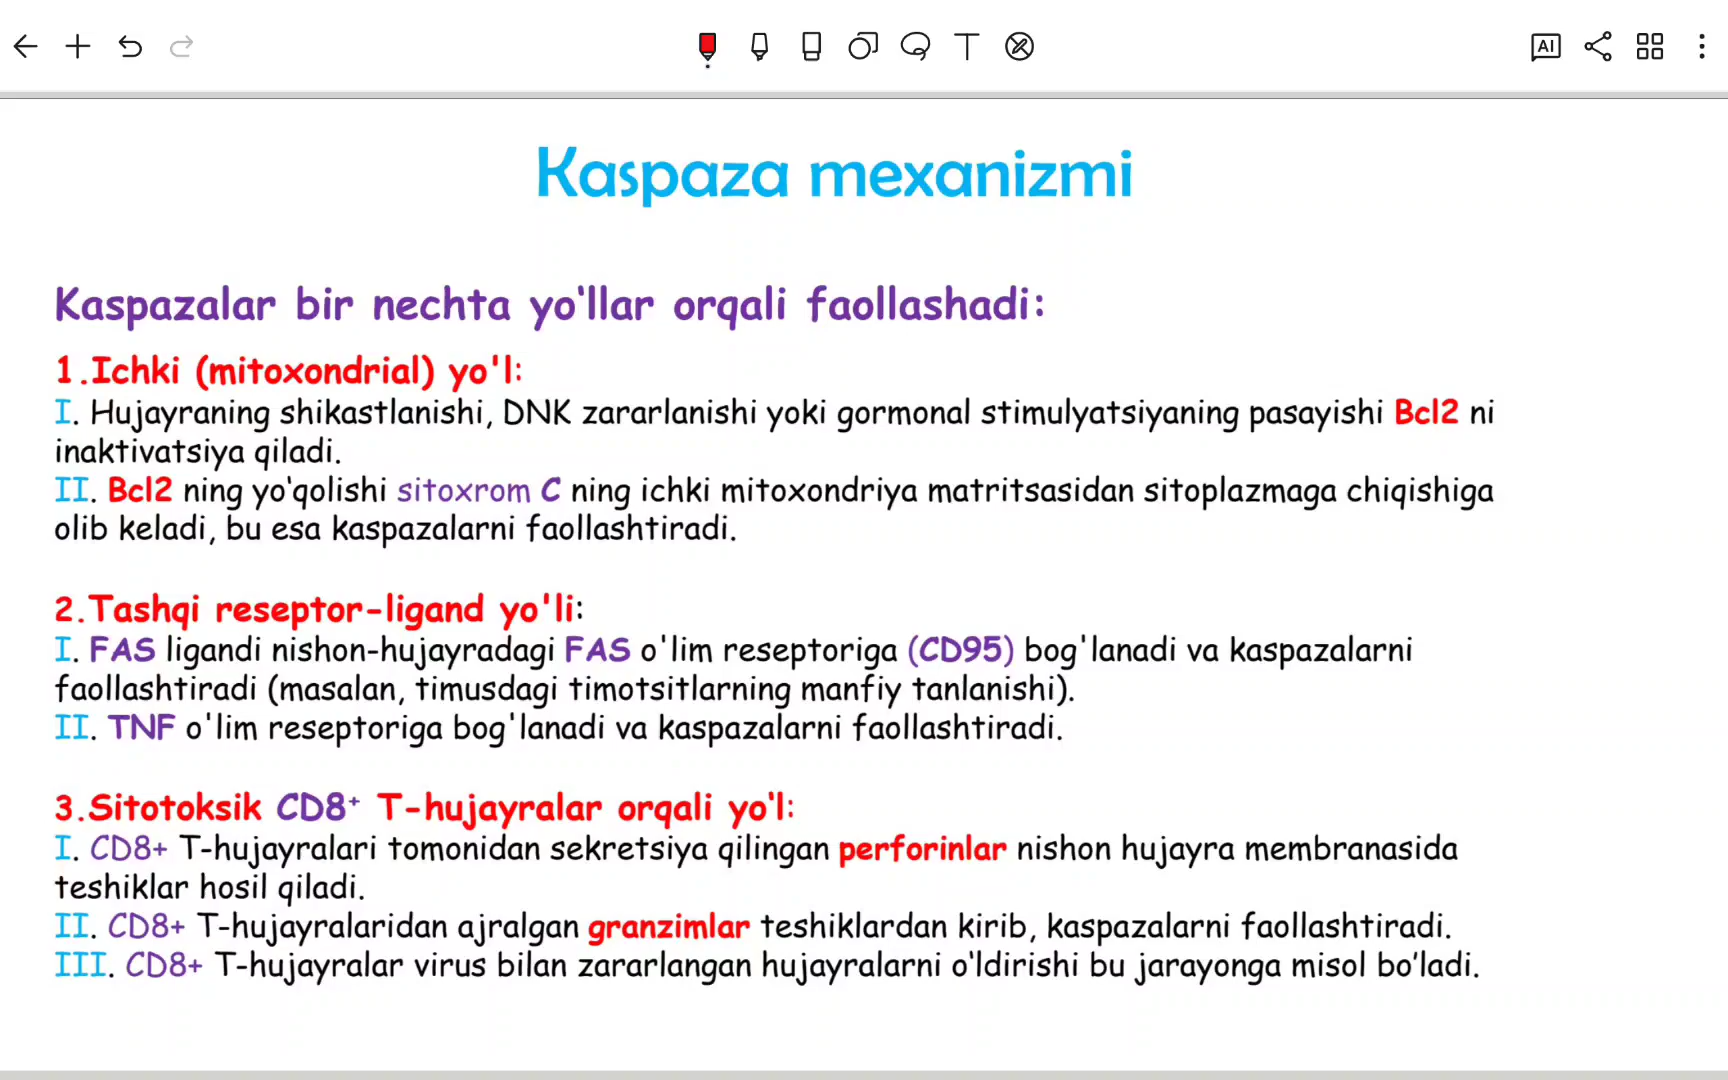 AI
Kaspaza mexanizmi
Kaspazalar bir nechta yo'llar orqali faollashadi:
1.Ichki (mitoxondrial) yo'l:
I. Hujayraning shikastlanishi, DNK zararlanishi yoki gormonal stimulyatsiyaning pasayishi Bcl2 ni
inaktivatsiya qiladi.
II. Bcl2 ning yo'qolishi sitoxrom C ning ichki mitoxondriya matritsasidan sitoplazmaga chiqishiga
olib keladi, bu esa kaspazalarni faollashtiradi.
2.Tashqi reseptor-ligand yo'li:
I. FAS ligandi nishon-hujayradagi FAS o'lim reseptoriga (CD95) bog'lanadi va kaspazalarni
faollashtiradi (masalan, timusdagi timotsitlarning manfiy tanlanishi).
II. TNF o'lim reseptoriga bog'lanadi va kaspazalarni faollashtiradi.
3.Sitotoksik CD8⁺ T-hujayralar orqali yo'l:
I. CD8+ T-hujayralari tomonidan sekretsiya qilingan perforinlar nishon hujayra membranasida
teshiklar hosil qiladi.
II. CD8+ T-hujayralaridan ajralgan granzimlar teshiklardan kirib, kaspazalarni faollashtiradi.
III. CD8+ T-hujayralar virus bilan zararlangan hujayralarni o'ldirishi bu jarayonga misol bo'ladi.